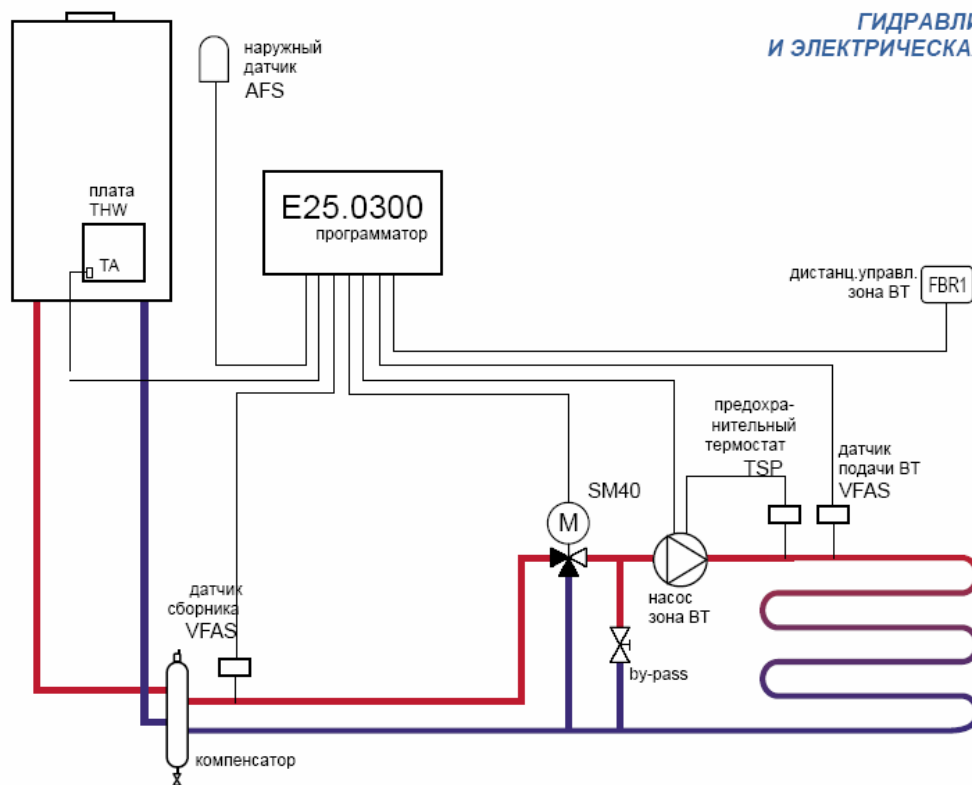 ГИДРАВЛИ
И ЭЛЕКТРИЧЕСКА
наружный
датчик
AFS
плата
THW
TA
E25.0300
программатор
дистанц.управл.
зона ВТ
FBR1
предохра-
нительный
термостат
TSP
датчик
подачи ВТ
VFAS
SM40
M
датчик
сборника
VFAS
насос
зона ВТ
by-pass
компенсатор